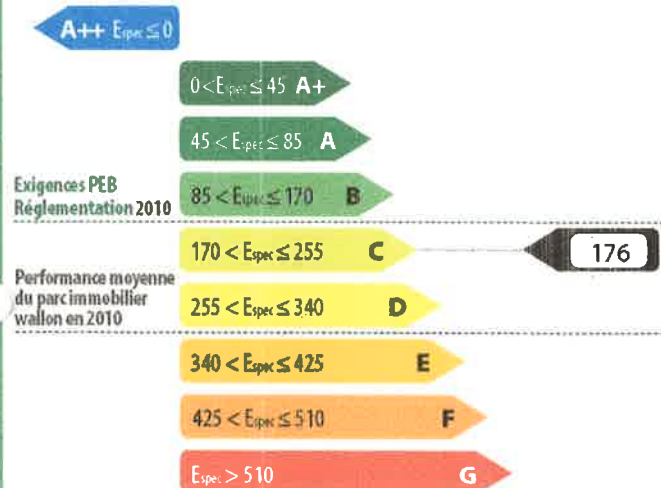 A++ Espec ≤ 0
0 < Espec ≤ 45 A+
45 < Espec ≤ 85 A
Exigences PEB
Réglementation 2010
85 < Espec ≤ 170 B
170 < Espec ≤ 255 C
176
Performance moyenne
du parc immobilier
wallon en 2010
255 < Espec ≤ 340 D
340 < Espec ≤ 425 E
425 < Espec ≤ 510 F
Espec > 510 G